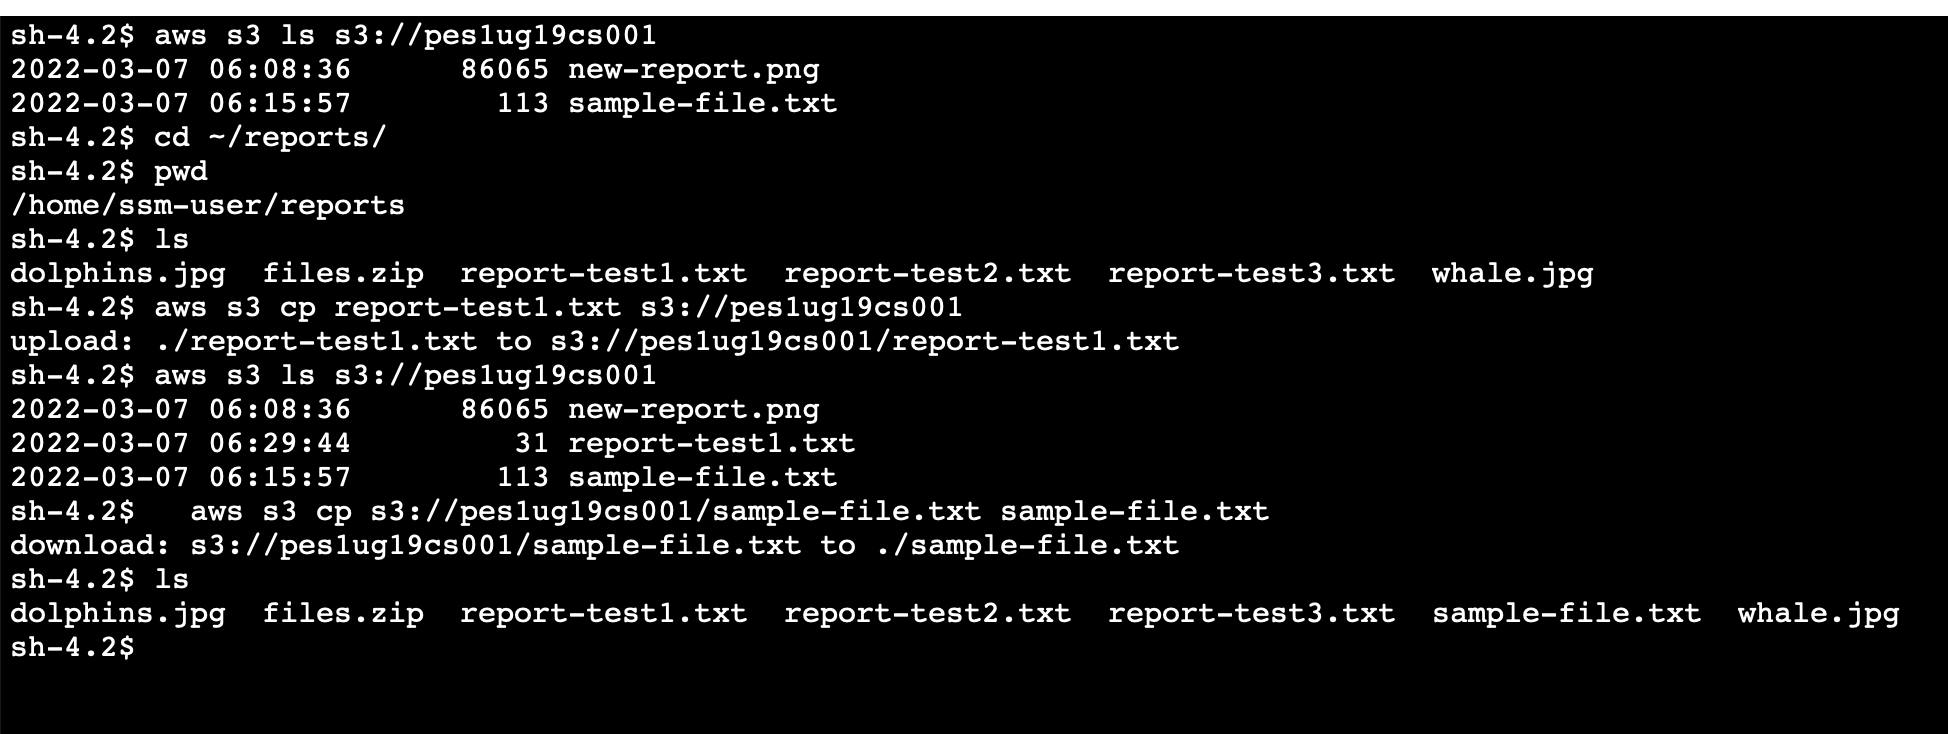 sh-4.2$ aws s3 ls s3://pes1ug19cs001
2022-03-07 06:08:36      86065 new-report.png
2022-03-07 06:15:57        113 sample-file.txt
sh-4.2$ cd ~/reports/
sh-4.2$ pwd
/home/ssm-user/reports
sh-4.2$ ls
dolphins.jpg  files.zip  report-test1.txt  report-test2.txt  report-test3.txt  whale.jpg
sh-4.2$ aws s3 cp report-test1.txt s3://pes1ug19cs001
upload: ./report-test1.txt to s3://pes1ug19cs001/report-test1.txt
sh-4.2$ aws s3 ls s3://pes1ug19cs001
2022-03-07 06:08:36      86065 new-report.png
2022-03-07 06:29:44         31 report-test1.txt
2022-03-07 06:15:57        113 sample-file.txt
sh-4.2$   aws s3 cp s3://pes1ug19cs001/sample-file.txt sample-file.txt
download: s3://pes1ug19cs001/sample-file.txt to ./sample-file.txt
sh-4.2$ ls
dolphins.jpg  files.zip  report-test1.txt  report-test2.txt  report-test3.txt  sample-file.txt  whale.jpg
sh-4.2$